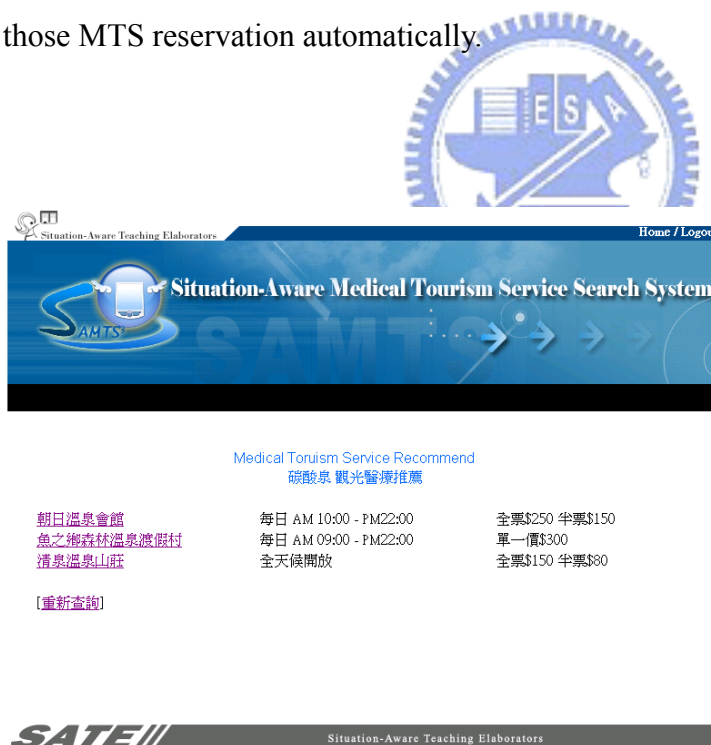 those MTS reservation automatically.
ESA
Situation-Aware Teaching Elaborators
Home / Logou
Situation-Aware Medical Tourism Service Search System
SAMTS
SAMTS
Medical Toruism Service Recommend
碳酸泉 觀光醫療推薦
朝日溫泉會館 每日 AM 10:00 - PM22:00 全票$250 半票$150
魚之鄉森林溫泉渡假村 每日 AM 09:00 - PM22:00 單一價$300
清泉溫泉山莊 全天候開放 全票$150 半票$80
[重新查詢]
SATE
Situation-Aware Teaching Elaborators